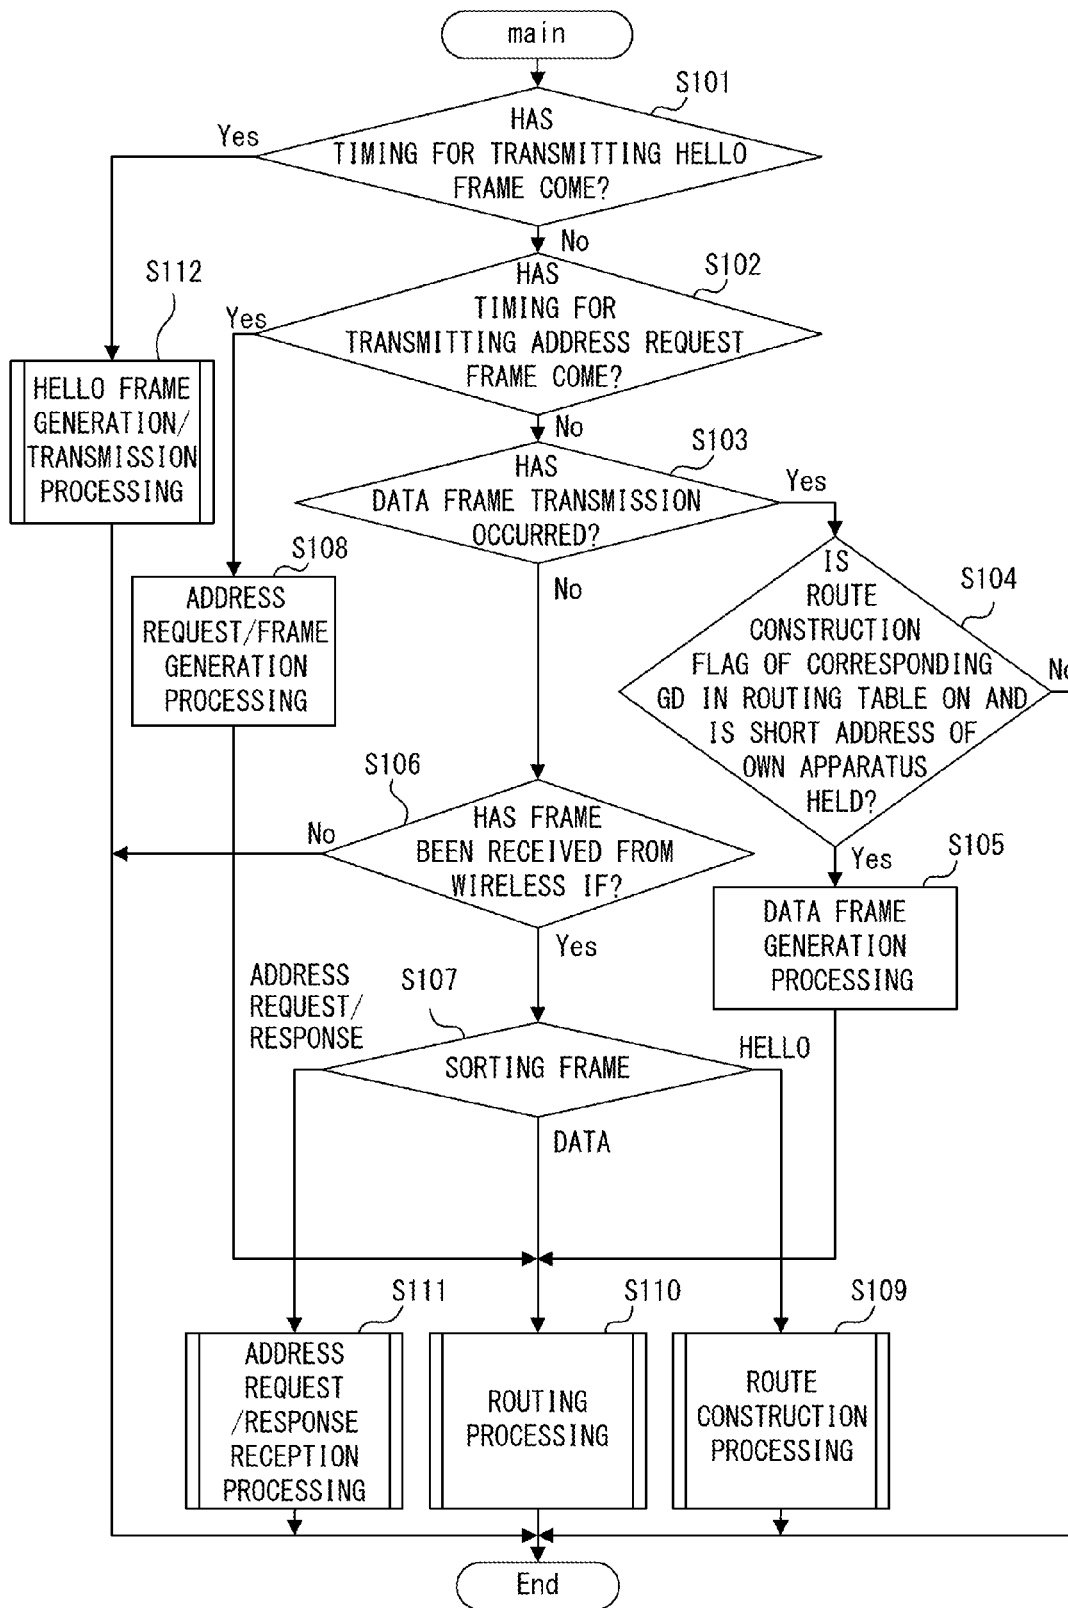 main
S101
HAS
TIMING FOR TRANSMITTING HELLO
FRAME COME?
Yes
No
S102
HAS
TIMING FOR
TRANSMITTING ADDRESS REQUEST
FRAME COME?
Yes
No
S112
HELLO FRAME
GENERATION/
TRANSMISSION
PROCESSING
S103
HAS
DATA FRAME TRANSMISSION
OCCURRED?
Yes
No
S108
ADDRESS
REQUEST/FRAME
GENERATION
PROCESSING
S104
IS
ROUTE
CONSTRUCTION
FLAG OF CORRESPONDING
GD IN ROUTING TABLE ON AND
IS SHORT ADDRESS OF
OWN APPARATUS
HELD?
No
Yes
S106
HAS FRAME
BEEN RECEIVED FROM
WIRELESS IF?
No
Yes
S105
DATA FRAME
GENERATION
PROCESSING
S107
SORTING FRAME
ADDRESS
REQUEST/
RESPONSE
HELLO
DATA
S111
ADDRESS
REQUEST
/RESPONSE
RECEPTION
PROCESSING
S110
ROUTING
PROCESSING
S109
ROUTE
CONSTRUCTION
PROCESSING
End